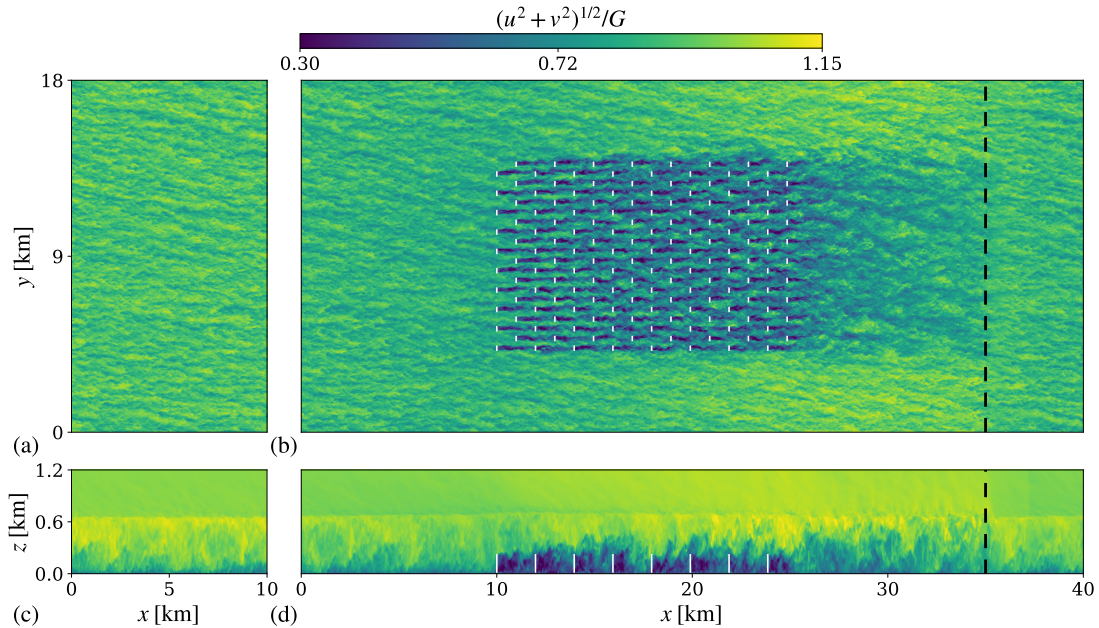 (u² + v²)¹/²/G
0.30 0.72 1.15
18
9
0
y [km]
(a) (b)
1.2
0.6
0.0
z [km]
0 5 10 0 10 20 30 40
(c) x [km] (d) x [km]